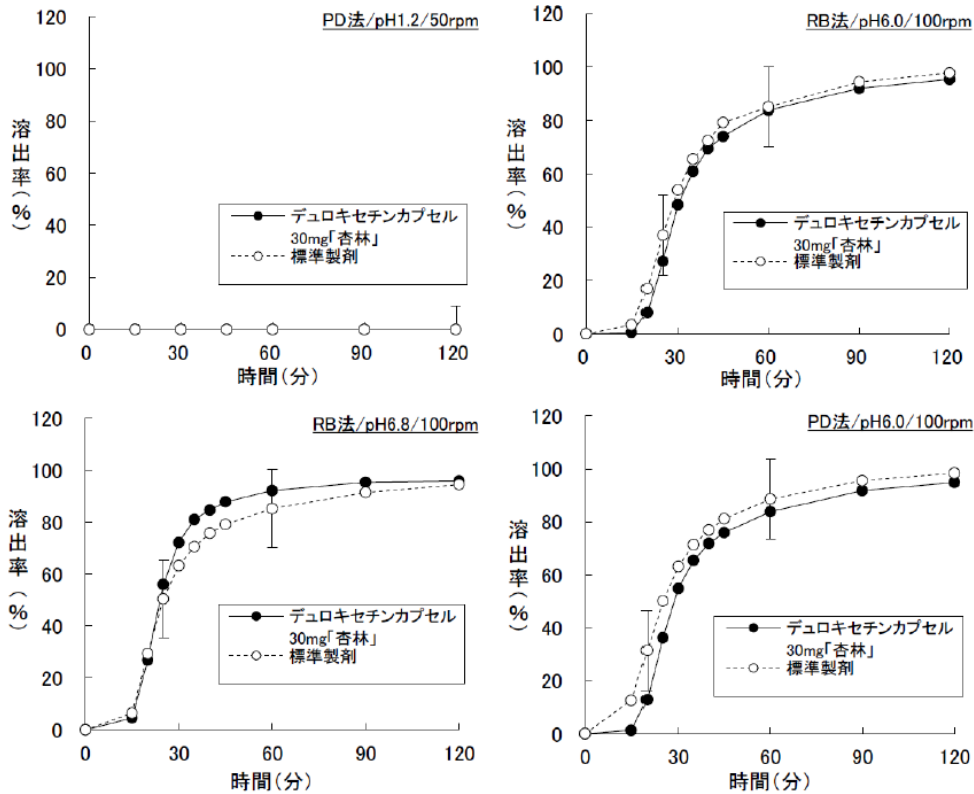 PD法/pH1.2/50rpm
120
100
80
60
40
20
0
溶出率(%)
デュロキセチンカプセル
30mg「杏林」
標準製剤
0 30 60 90 120
時間(分)
RB法/pH6.0/100rpm
120
100
80
60
40
20
0
溶出率(%)
デュロキセチンカプセル
30mg「杏林」
標準製剤
0 30 60 90 120
時間(分)
RB法/pH6.8/100rpm
120
100
80
60
40
20
0
溶出率(%)
デュロキセチンカプセル
30mg「杏林」
標準製剤
0 30 60 90 120
時間(分)
PD法/pH6.0/100rpm
120
100
80
60
40
20
0
溶出率(%)
デュロキセチンカプセル
30mg「杏林」
標準製剤
0 30 60 90 120
時間(分)